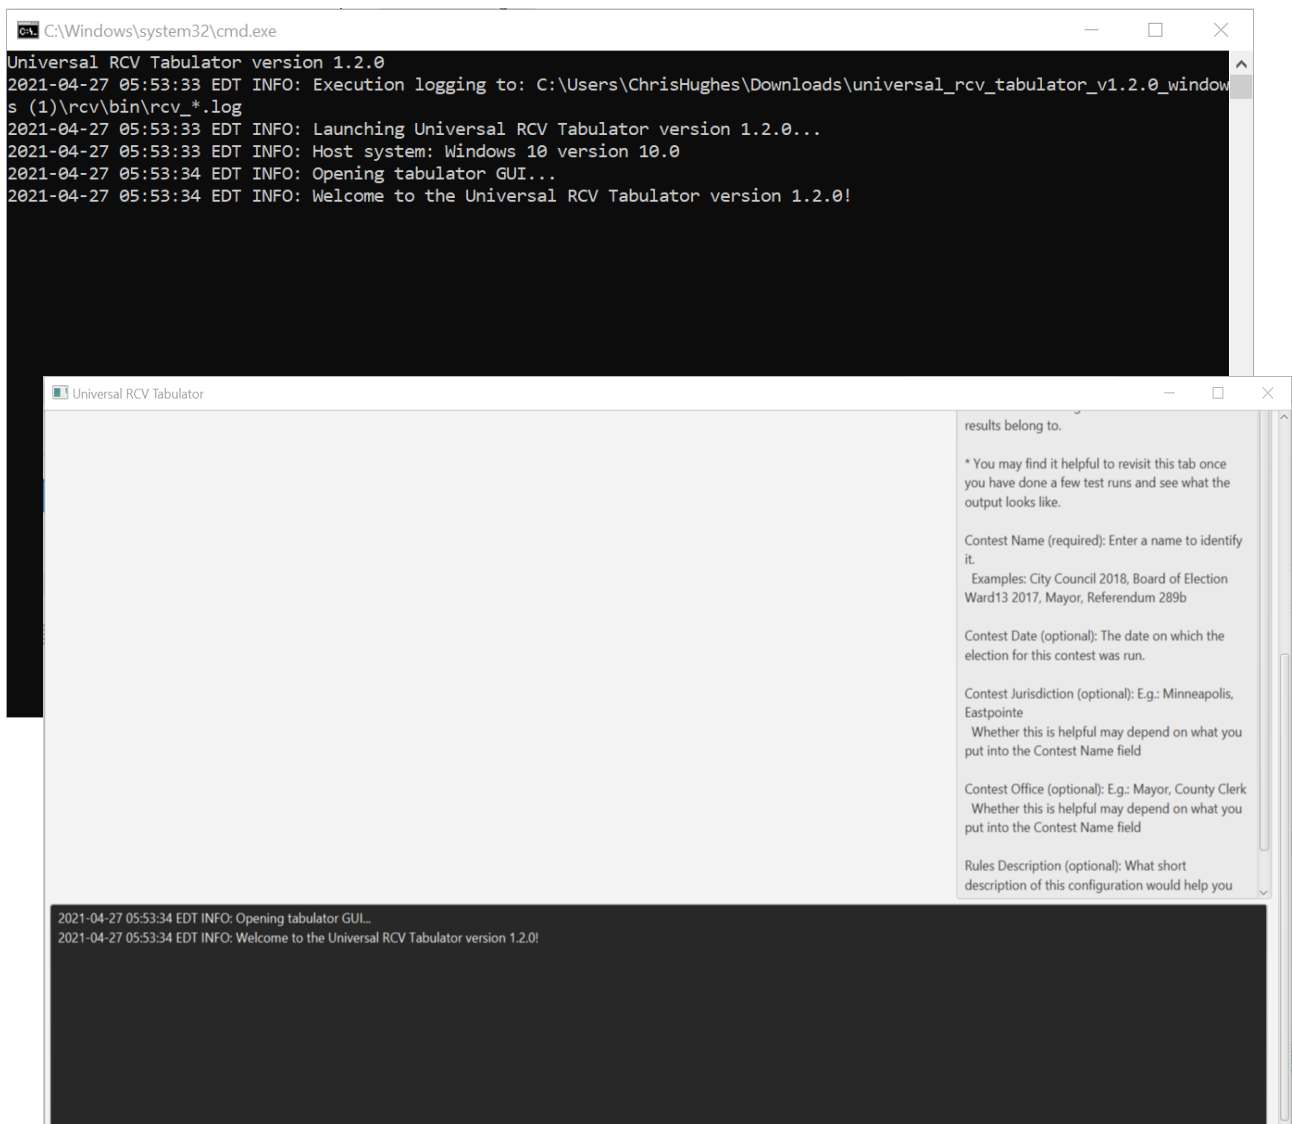 C:\Windows\system32\cmd.exe
Universal RCV Tabulator version 1.2.0
2021-04-27 05:53:33 EDT INFO: Execution logging to: C:\Users\ChrisHughes\Downloads\universal_rcv_tabulator_v1.2.0_window
s (1)\rcv\bin\rcv_*.log
2021-04-27 05:53:33 EDT INFO: Launching Universal RCV Tabulator version 1.2.0...
2021-04-27 05:53:33 EDT INFO: Host system: Windows 10 version 10.0
2021-04-27 05:53:34 EDT INFO: Opening tabulator GUI...
2021-04-27 05:53:34 EDT INFO: Welcome to the Universal RCV Tabulator version 1.2.0!
Universal RCV Tabulator
results belong to.
* You may find it helpful to revisit this tab once
you have done a few test runs and see what the
output looks like.
Contest Name (required): Enter a name to identify
it.
Examples: City Council 2018, Board of Election
Ward13 2017, Mayor, Referendum 289b
Contest Date (optional): The date on which the
election for this contest was run.
Contest Jurisdiction (optional): E.g.: Minneapolis,
Eastpointe
Whether this is helpful may depend on what you
put into the Contest Name field
Contest Office (optional): E.g.: Mayor, County Clerk
Whether this is helpful may depend on what you
put into the Contest Name field
Rules Description (optional): What short
description of this configuration would help you
2021-04-27 05:53:34 EDT INFO: Opening tabulator GUI...
2021-04-27 05:53:34 EDT INFO: Welcome to the Universal RCV Tabulator version 1.2.0!